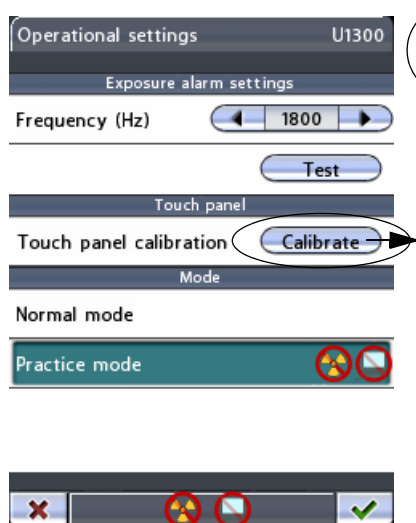 Operational settings U1300
Exposure alarm settings
Frequency (Hz) 1800
Test
Touch panel
Touch panel calibration Calibrate
Mode
Normal mode
Practice mode